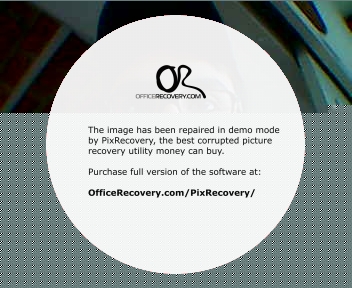 OR
OFFICERECOVERY.COM
The image has been repaired in demo mode
by PixRecovery, the best corrupted picture
recovery utility money can buy.
Purchase full version of the software at:
OfficeRecovery.com/PixRecovery/